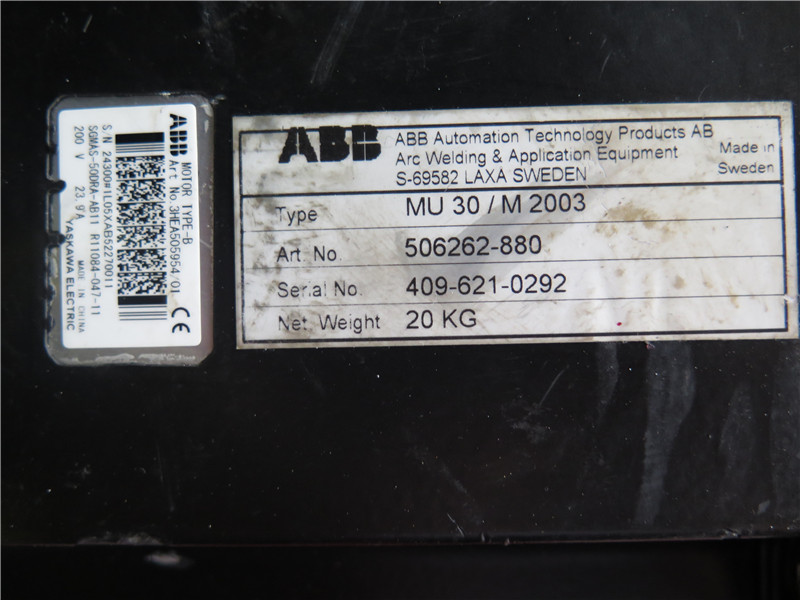 ABB MOTOR TYPE-B
Art No. 3HEA505954/01
S/N 24300#1L05XAB52270011
SGMAS-50DRA-AB11 R11084-047-11
200 V 23.9A MADE IN CHINA
YASKAWA ELECTRIC
CE
ABB
ABB Automation Technology Products AB
Arc Welding & Application Equipment
S-69582 LAXA SWEDEN
Made in
Sweden
Type MU 30 / M 2003
Art. No. 506262-880
Serial No. 409-621-0292
Net Weight 20 KG